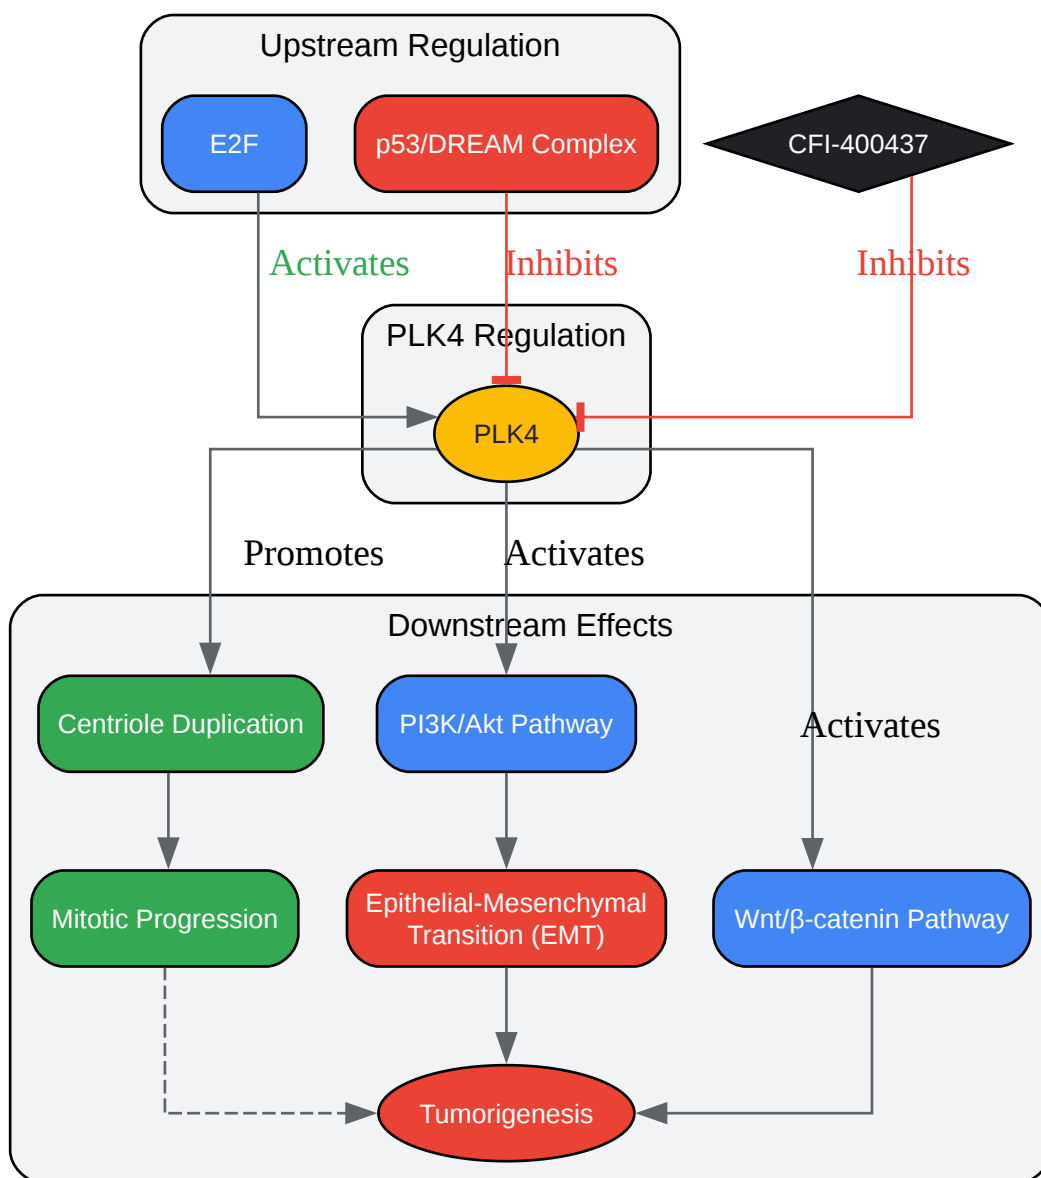 Upstream Regulation
E2F
p53/DREAM Complex
CFI-400437
Activates
Inhibits
Inhibits
PLK4 Regulation
PLK4
Promotes
Activates
Downstream Effects
Centriole Duplication
PI3K/Akt Pathway
Activates
Mitotic Progression
Epithelial-Mesenchymal
Transition (EMT)
Wnt/β-catenin Pathway
Tumorigenesis